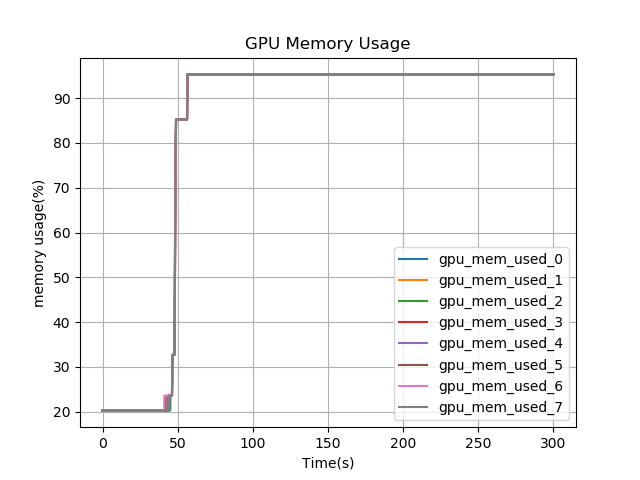 GPU Memory Usage
memory usage(%)
90
80
70
60
50
40
30
20
gpu_mem_used_0
gpu_mem_used_1
gpu_mem_used_2
gpu_mem_used_3
gpu_mem_used_4
gpu_mem_used_5
gpu_mem_used_6
gpu_mem_used_7
0 50 100 150 200 250 300
Time(s)